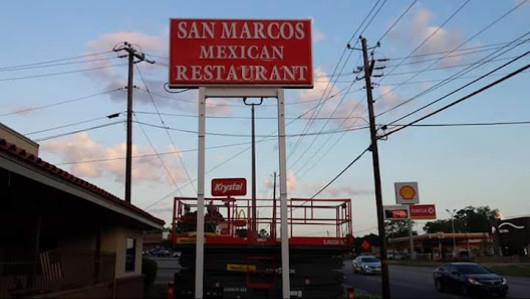 SAN MARCOS
MEXICAN
RESTAURANT
Krystal